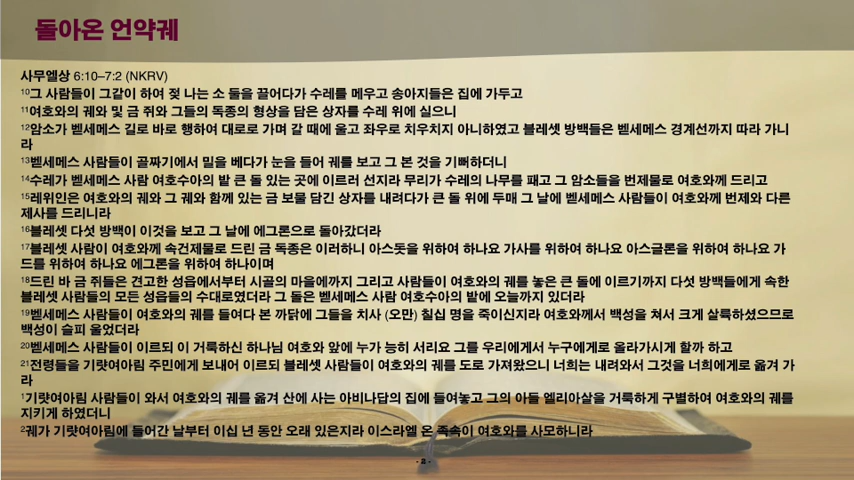 돌아온 언약궤
사무엘상 6:10–7:2 (NKRV)
10그 사람들이 그같이 하여 젖 나는 소 둘을 끌어다가 수레를 메우고 송아지들은 집에 가두고
11여호와의 궤와 및 금 쥐와 그들의 독종의 형상을 담은 상자를 수레 위에 실으니
12암소가 벧세메스 길로 바로 행하여 대로로 가며 갈 때에 울고 좌우로 치우치지 아니하였고 블레셋 방백들은 벧세메스 경계선까지 따라 가니
라
13벧세메스 사람들이 골짜기에서 밀을 베다가 눈을 들어 궤를 보고 그 본 것을 기뻐하더니
14수레가 벧세메스 사람 여호수아의 밭 큰 돌 있는 곳에 이르러 선지라 무리가 수레의 나무를 패고 그 암소들을 번제물로 여호와께 드리고
15레위인은 여호와의 궤와 그 궤와 함께 있는 금 보물 담긴 상자를 내려다가 큰 돌 위에 두매 그 날에 벧세메스 사람들이 여호와께 번제와 다른
제사를 드리니라
16블레셋 다섯 방백이 이것을 보고 그 날에 에그론으로 돌아갔더라
17블레셋 사람이 여호와께 속건제물로 드린 금 독종은 이러하니 아스돗을 위하여 하나요 가사를 위하여 하나요 아스글론을 위하여 하나요 가
드를 위하여 하나요 에그론을 위하여 하나이며
18드린 바 금 쥐들은 견고한 성읍에서부터 시골의 마을에까지 그리고 사람들이 여호와의 궤를 놓은 큰 돌에 이르기까지 다섯 방백들에게 속한
블레셋 사람들의 모든 성읍들의 수대로였더라 그 돌은 벧세메스 사람 여호수아의 밭에 오늘까지 있더라
19벧세메스 사람들이 여호와의 궤를 들여다 본 까닭에 그들을 치사 (오만) 칠십 명을 죽이신지라 여호와께서 백성을 쳐서 크게 살륙하셨으므로
백성이 슬피 울었더라
20벧세메스 사람들이 이르되 이 거룩하신 하나님 여호와 앞에 누가 능히 서리요 그를 우리에게서 누구에게로 올라가시게 할까 하고
21전령들을 기럇여아림 주민에게 보내어 이르되 블레셋 사람들이 여호와의 궤를 도로 가져왔으니 너희는 내려와서 그것을 너희에게로 옮겨 가
라
1기럇여아림 사람들이 와서 여호와의 궤를 옮겨 산에 사는 아비나답의 집에 들여놓고 그의 아들 엘리아살을 거룩하게 구별하여 여호와의 궤를
지키게 하였더니
2궤가 기럇여아림에 들어간 날부터 이십 년 동안 오래 있은지라 이스라엘 온 족속이 여호와를 사모하니라
- 2 -